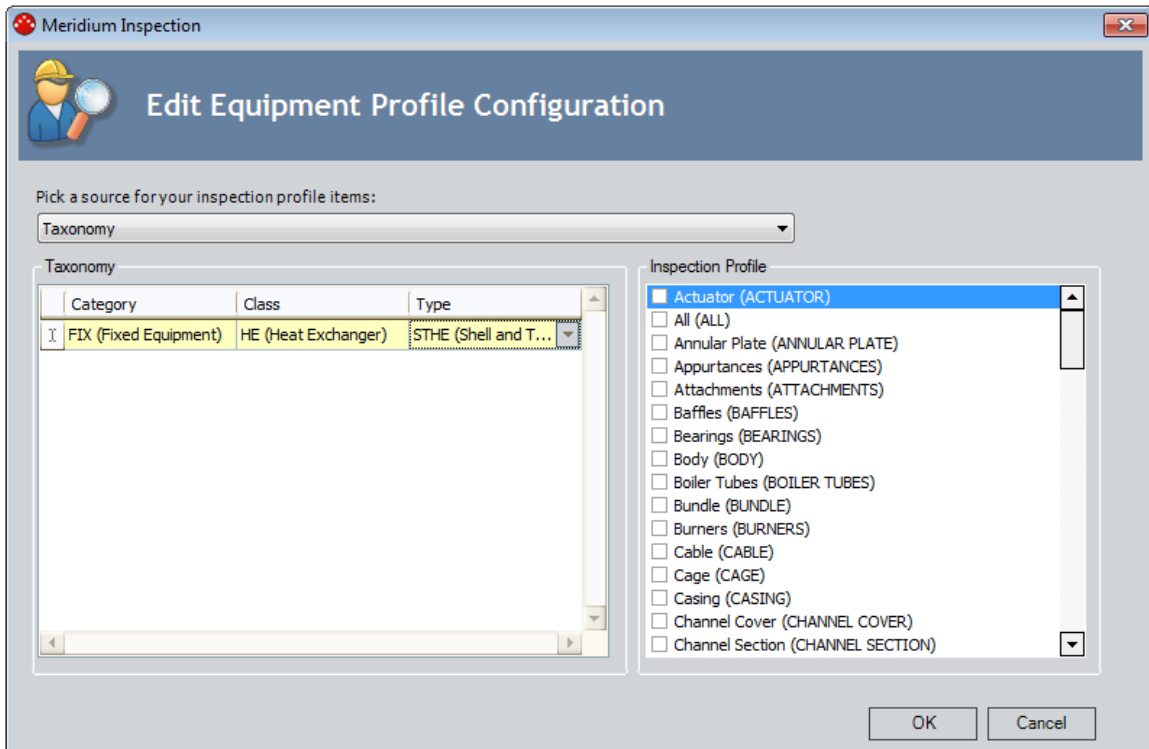 Meridium Inspection
Edit Equipment Profile Configuration
Pick a source for your inspection profile items:
Taxonomy
Taxonomy
Category Class Type
FIX (Fixed Equipment) HE (Heat Exchanger) STHE (Shell and T...
Inspection Profile
Actuator (ACTUATOR)
All (ALL)
Annular Plate (ANNULAR PLATE)
Appurtances (APPURTANCES)
Attachments (ATTACHMENTS)
Baffles (BAFFLES)
Bearings (BEARINGS)
Body (BODY)
Boiler Tubes (BOILER TUBES)
Bundle (BUNDLE)
Burners (BURNERS)
Cable (CABLE)
Cage (CAGE)
Casing (CASING)
Channel Cover (CHANNEL COVER)
Channel Section (CHANNEL SECTION)
OK Cancel